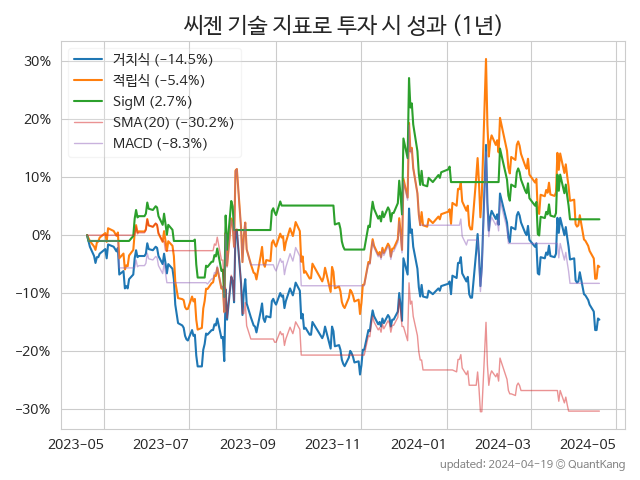 씨젠 기술 지표로 투자 시 성과 (1년)
거치식 (−14.5%)
적립식 (−5.4%)
SigM (2.7%)
SMA(20) (−30.2%)
MACD (−8.3%)
30%
20%
10%
0%
−10%
−20%
−30%
2023-05 2023-07 2023-09 2023-11 2024-01 2024-03 2024-05
updated: 2024-04-19 © QuantKang